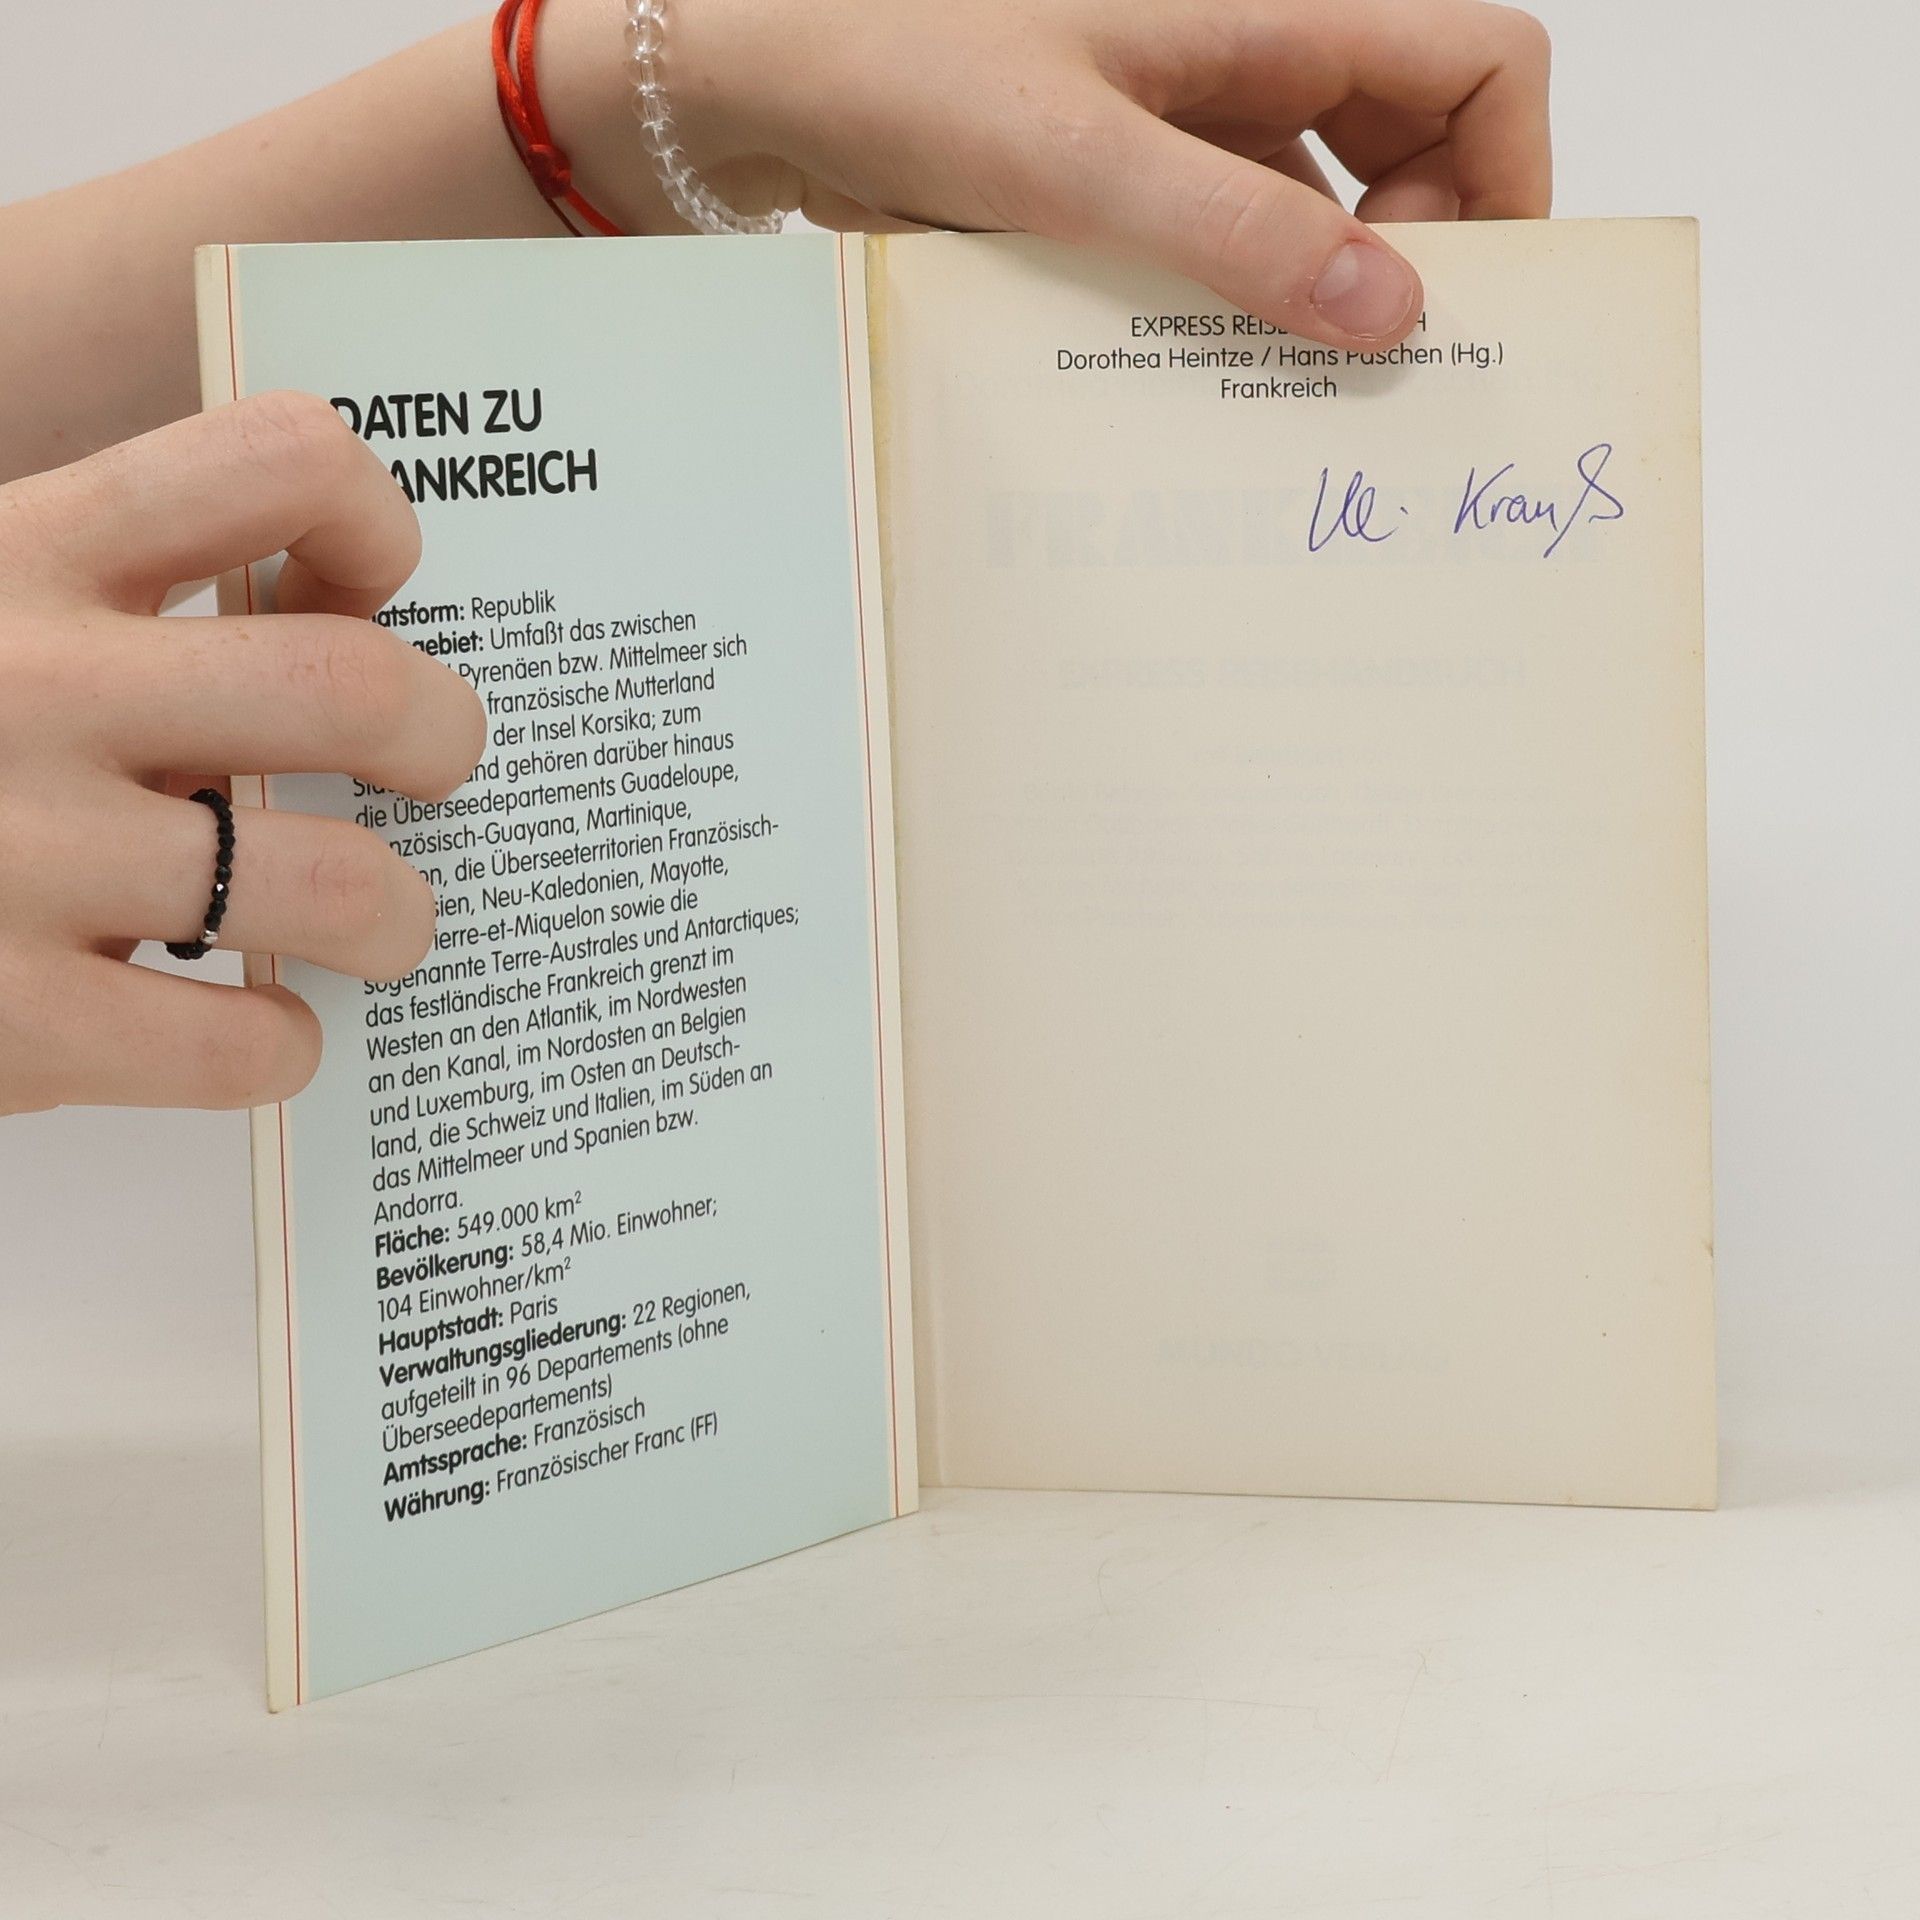 DATEN ZU
ANKREICH
atsform: Republik
gebiet: Umfaßt das zwischen
Pyrenäen bzw. Mittelmeer sich
französische Mutterland
der Insel Korsika; zum
nd gehören darüber hinaus
die Überseedepartements Guadeloupe,
nzösisch-Guayana, Martinique,
on, die Überseeterritorien Französisch-
sien, Neu-Kaledonien, Mayotte,
ierre-et-Miquelon sowie die
sogenannte Terre-Australes und Antarctiques;
das festländische Frankreich grenzt im
Westen an den Atlantik, im Nordwesten
an den Kanal, im Nordosten an Belgien
und Luxemburg, im Osten an Deutsch-
land, die Schweiz und Italien, im Süden an
das Mittelmeer und Spanien bzw.
Andorra.
Fläche: 549.000 km²
Bevölkerung: 58,4 Mio. Einwohner;
104 Einwohner/km²
Hauptstadt: Paris
Verwaltungsgliederung: 22 Regionen,
aufgeteilt in 96 Departements (ohne
Überseedepartements)
Amtssprache: Französisch
Währung: Französischer Franc (FF)
EXPRESS REISE
Dorothea Heintze / Hans Paschen (Hg.)
Frankreich
Krauß